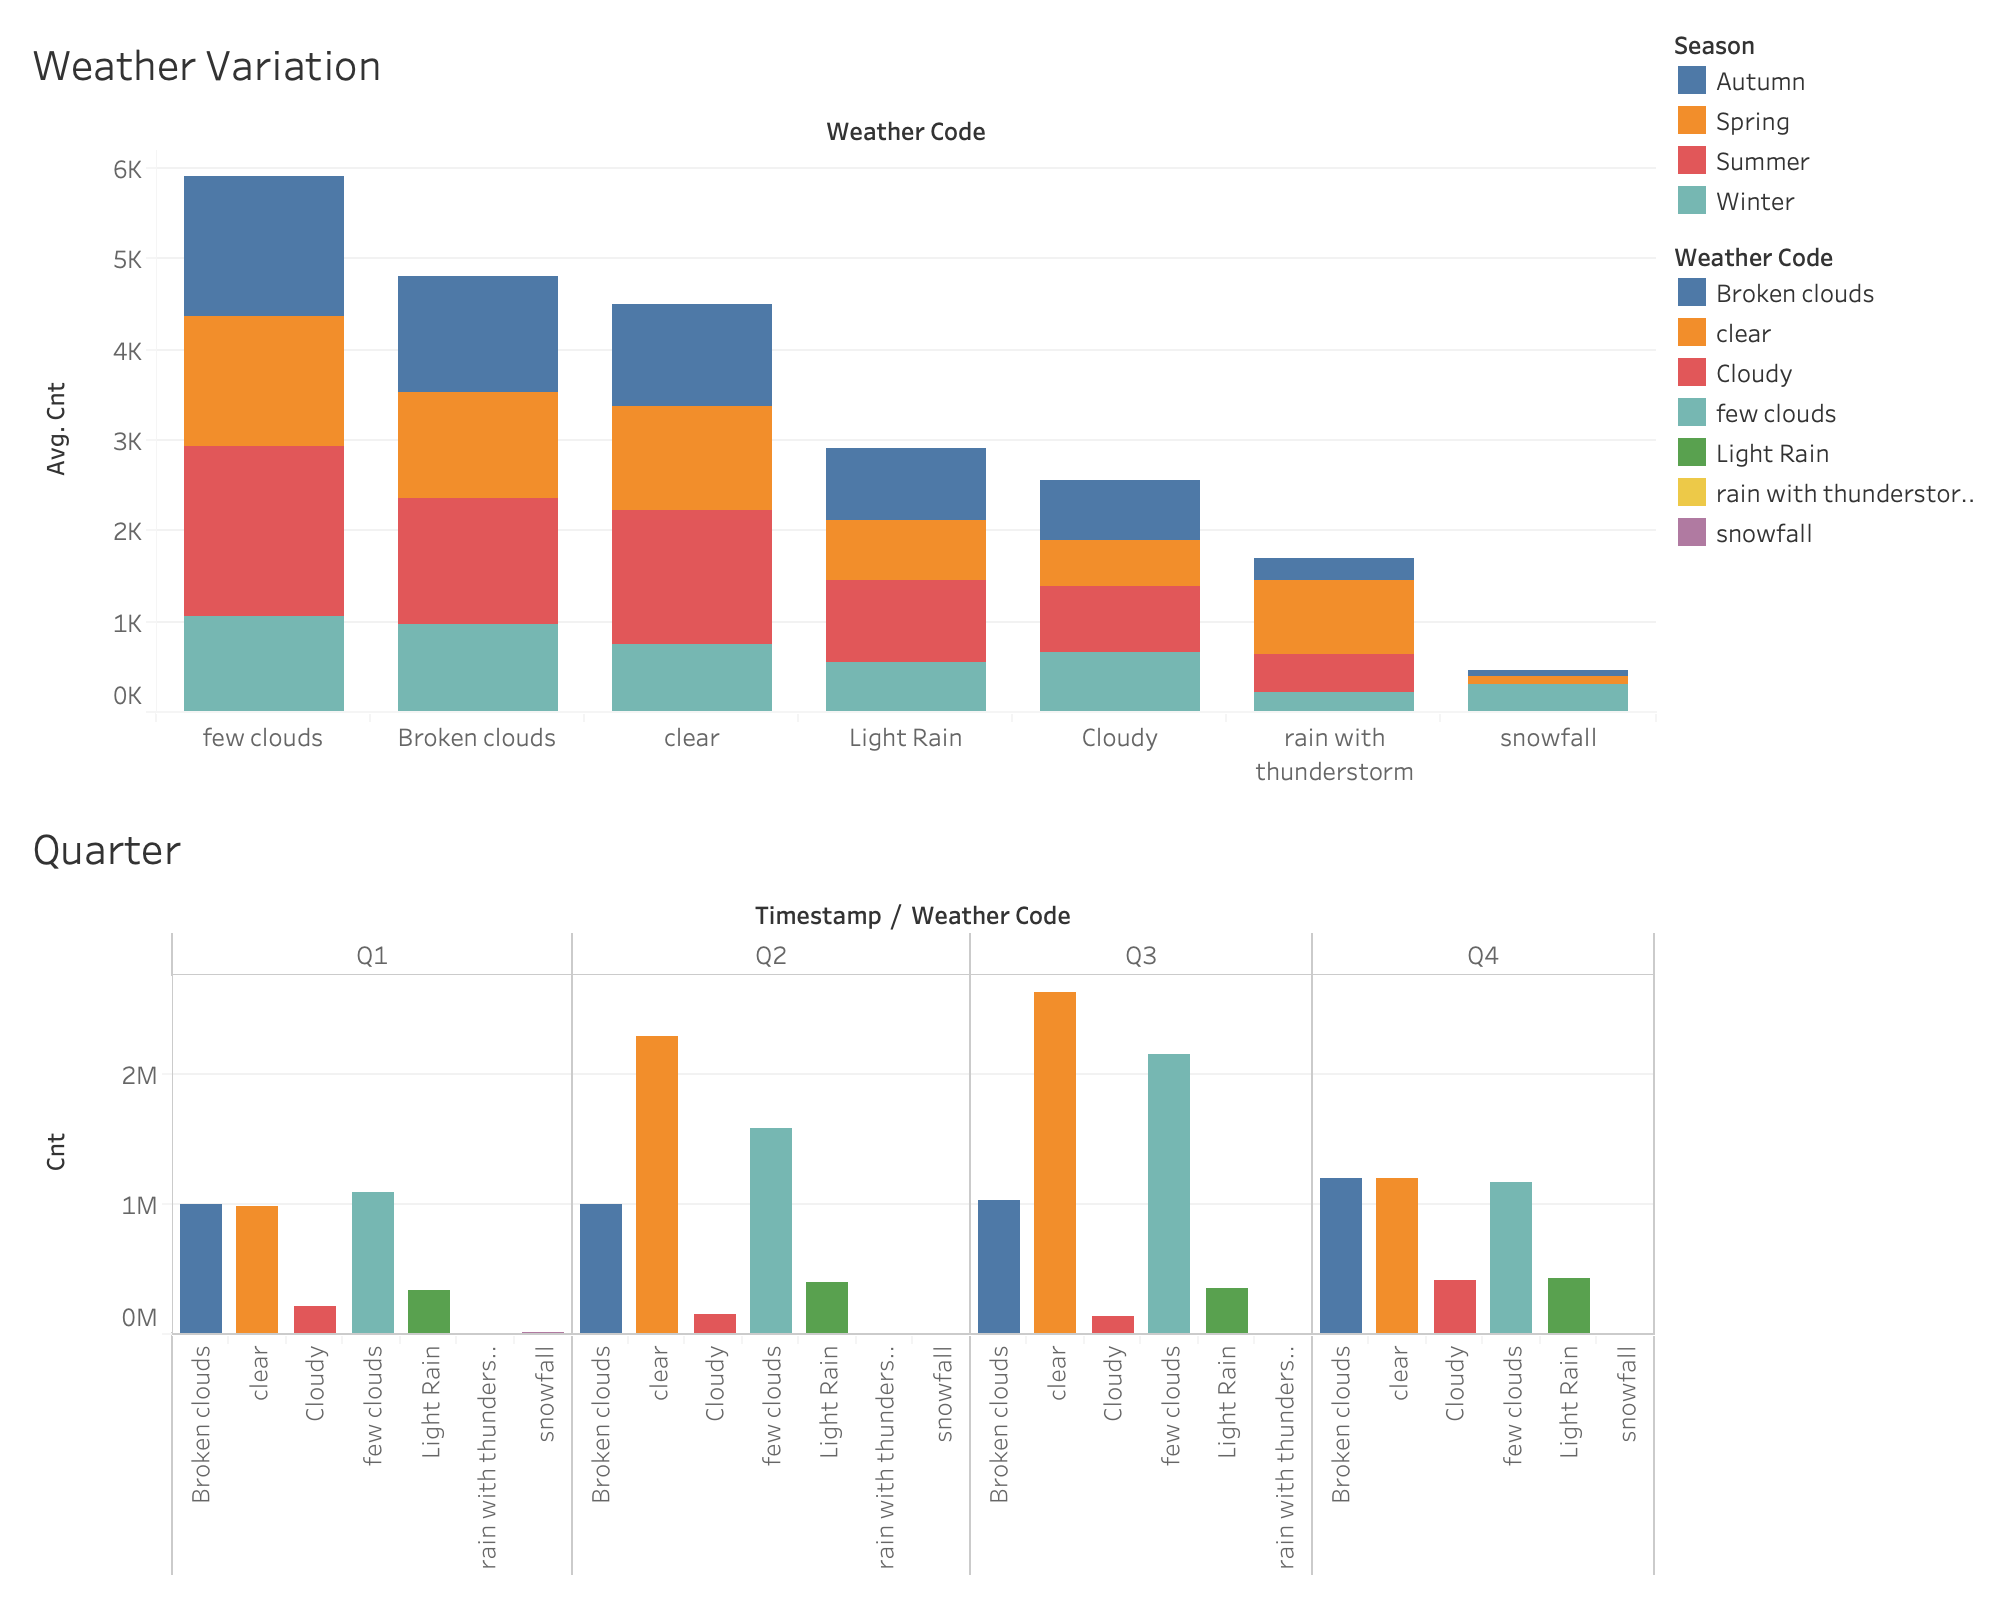 Weather Variation
Weather Code
6K
5K
4K
3K
2K
1K
0K
Avg. Cnt
few clouds
Broken clouds
clear
Light Rain
Cloudy
rain with
thunderstorm
snowfall
Season
Autumn
Spring
Summer
Winter
Weather Code
Broken clouds
clear
Cloudy
few clouds
Light Rain
rain with thunderstor..
snowfall
Quarter
Timestamp / Weather Code
Q1
Q2
Q3
Q4
2M
1M
0M
Cnt
Broken clouds
clear
Cloudy
few clouds
Light Rain
rain with thunders..
snowfall
Broken clouds
clear
Cloudy
few clouds
Light Rain
rain with thunders..
snowfall
Broken clouds
clear
Cloudy
few clouds
Light Rain
rain with thunders..
Broken clouds
clear
Cloudy
few clouds
Light Rain
snowfall